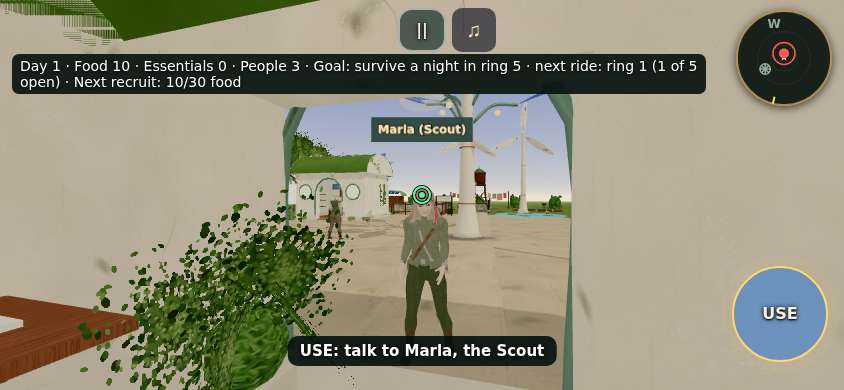 W
Day 1 · Food 10 · Essentials 0 · People 3 · Goal: survive a night in ring 5 · next ride: ring 1 (1 of 5
open) · Next recruit: 10/30 food
Marla (Scout)
USE
USE: talk to Marla, the Scout